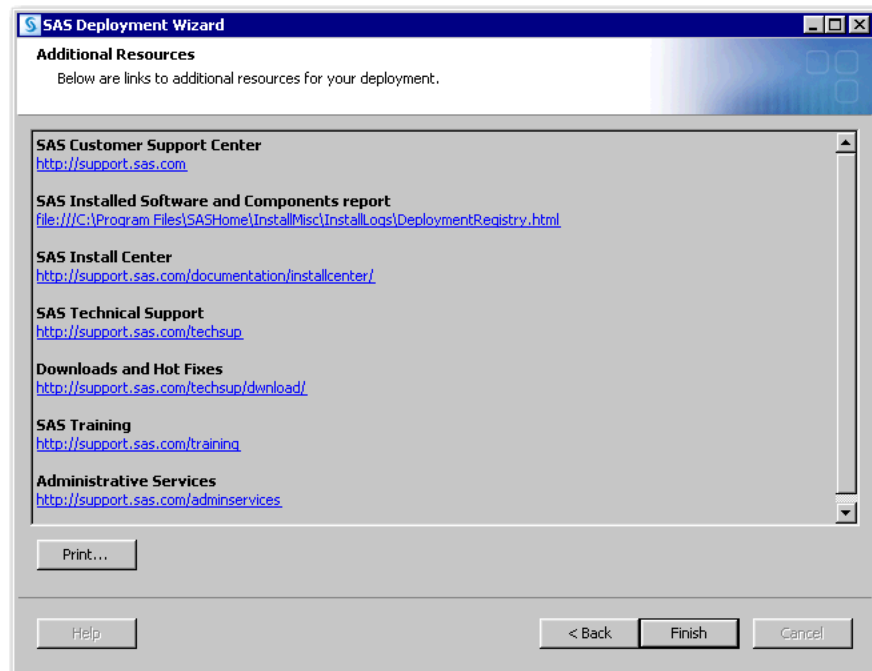 SAS Deployment Wizard
Additional Resources
Below are links to additional resources for your deployment.
SAS Customer Support Center
http://support.sas.com
SAS Installed Software and Components report
file:///C:\Program Files\SASHome\InstallMisc\InstallLogs\DeploymentRegistry.html
SAS Install Center
http://support.sas.com/documentation/installcenter/
SAS Technical Support
http://support.sas.com/techsup
Downloads and Hot Fixes
http://support.sas.com/techsup/dwnload/
SAS Training
http://support.sas.com/training
Administrative Services
http://support.sas.com/adminservices
Print...
Help
< Back
Finish
Cancel